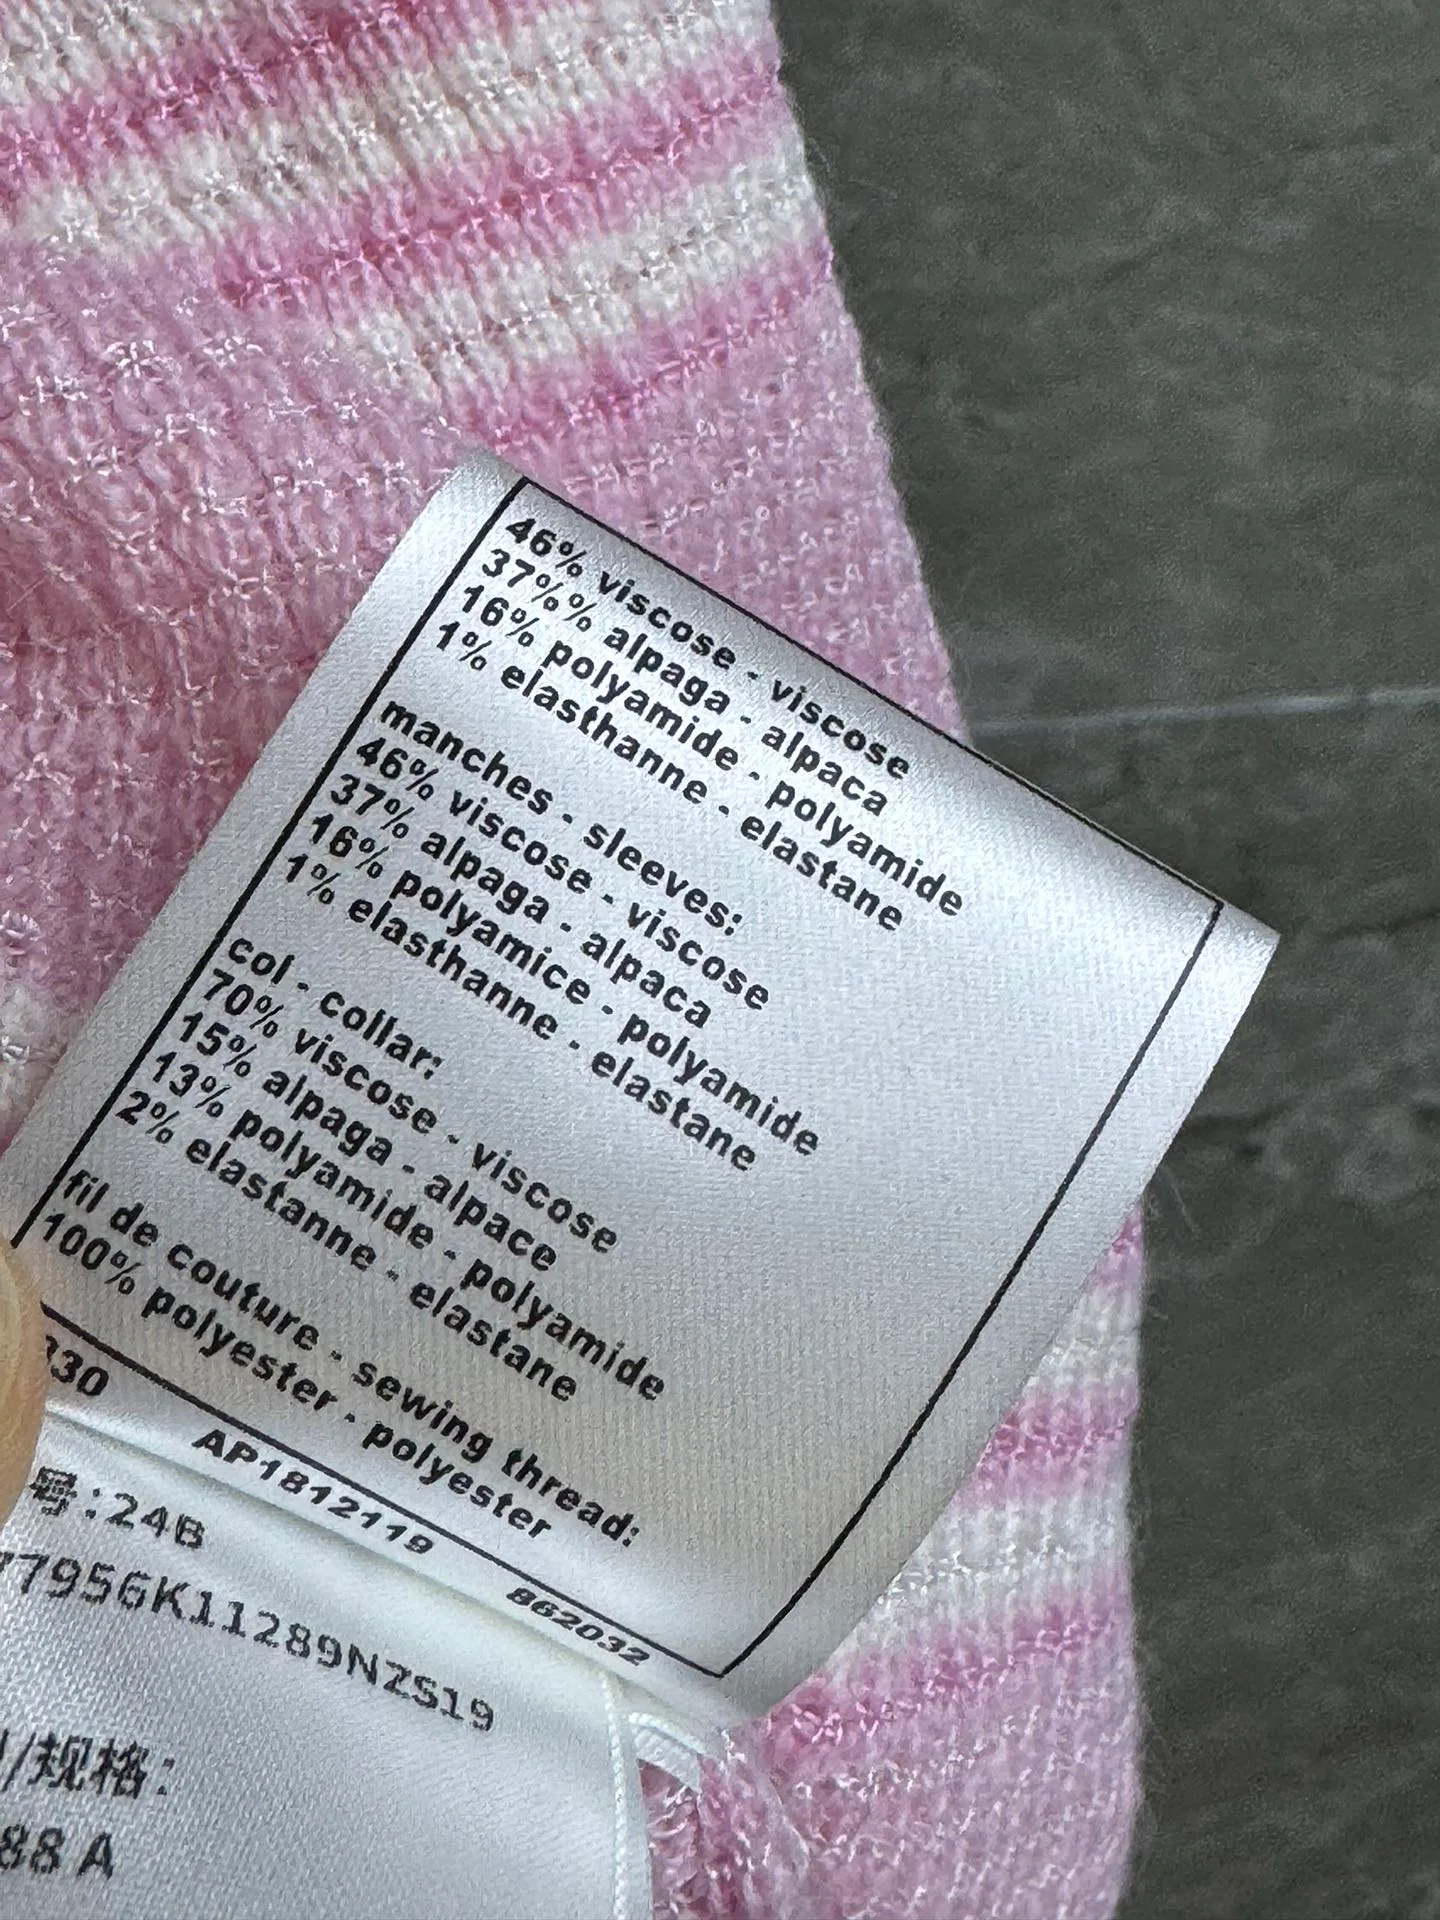 46% viscose - viscose
37%% alpaga - alpaca
16% polyamide - polyamide
1% elasthanne - elastane
manches - sleeves:
46% viscose - viscose
37% alpaga - alpaca
16% polyamice - polyamide
1% elasthanne - elastane
col - collar:
70% viscose - viscose
15% alpaga - alpace
13% polyamide - polyamide
2% elastanne - elastane
fil de couture - sewing thread:
100% polyester - polyester
30 AP1812119 862032
号:24B
7956K11289NZS19
/规格:
88 A